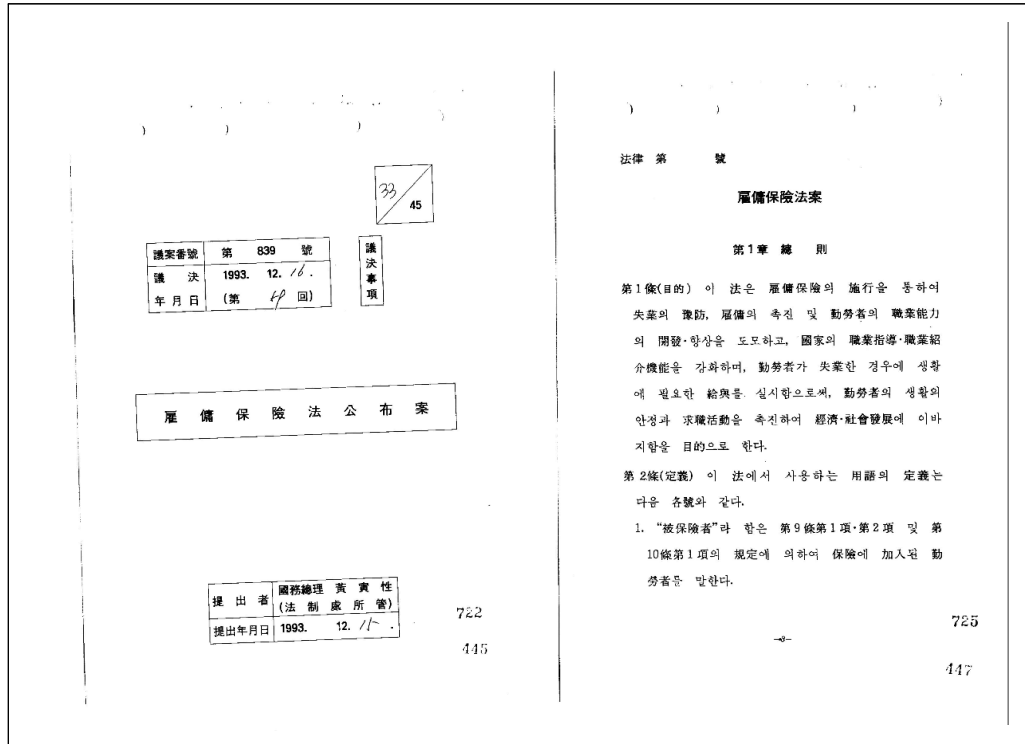 33
45
議案番號 第 839 號
議決 1993. 12. 16.
年月日 (第 回)
議決事項
雇傭保險法公布案
提出者 國務總理 黃寅性
(法制處所管)
提出年月日 1993. 12. 15.
722
445
法律 第 號
雇傭保險法案
第1章 總 則
第1條(目的) 이 法은 雇傭保險의 施行을 통하여
失業의 豫防, 雇傭의 촉진 및 勤勞者의 職業能力
의 開發·향상을 도모하고, 國家의 職業指導·職業紹
介機能을 강화하며, 勤勞者가 失業한 경우에 생활
에 필요한 給與를 실시함으로써, 勤勞者의 생활의
안정과 求職活動을 촉진하여 經濟·社會發展에 이바
지함을 目的으로 한다.
第2條(定義) 이 法에서 사용하는 用語의 定義는
다음 各號와 같다.
1. “被保險者”라 함은 第9條第1項·第2項 및 第
10條第1項의 規定에 의하여 保險에 加入된 勤
勞者를 말한다.
725
447